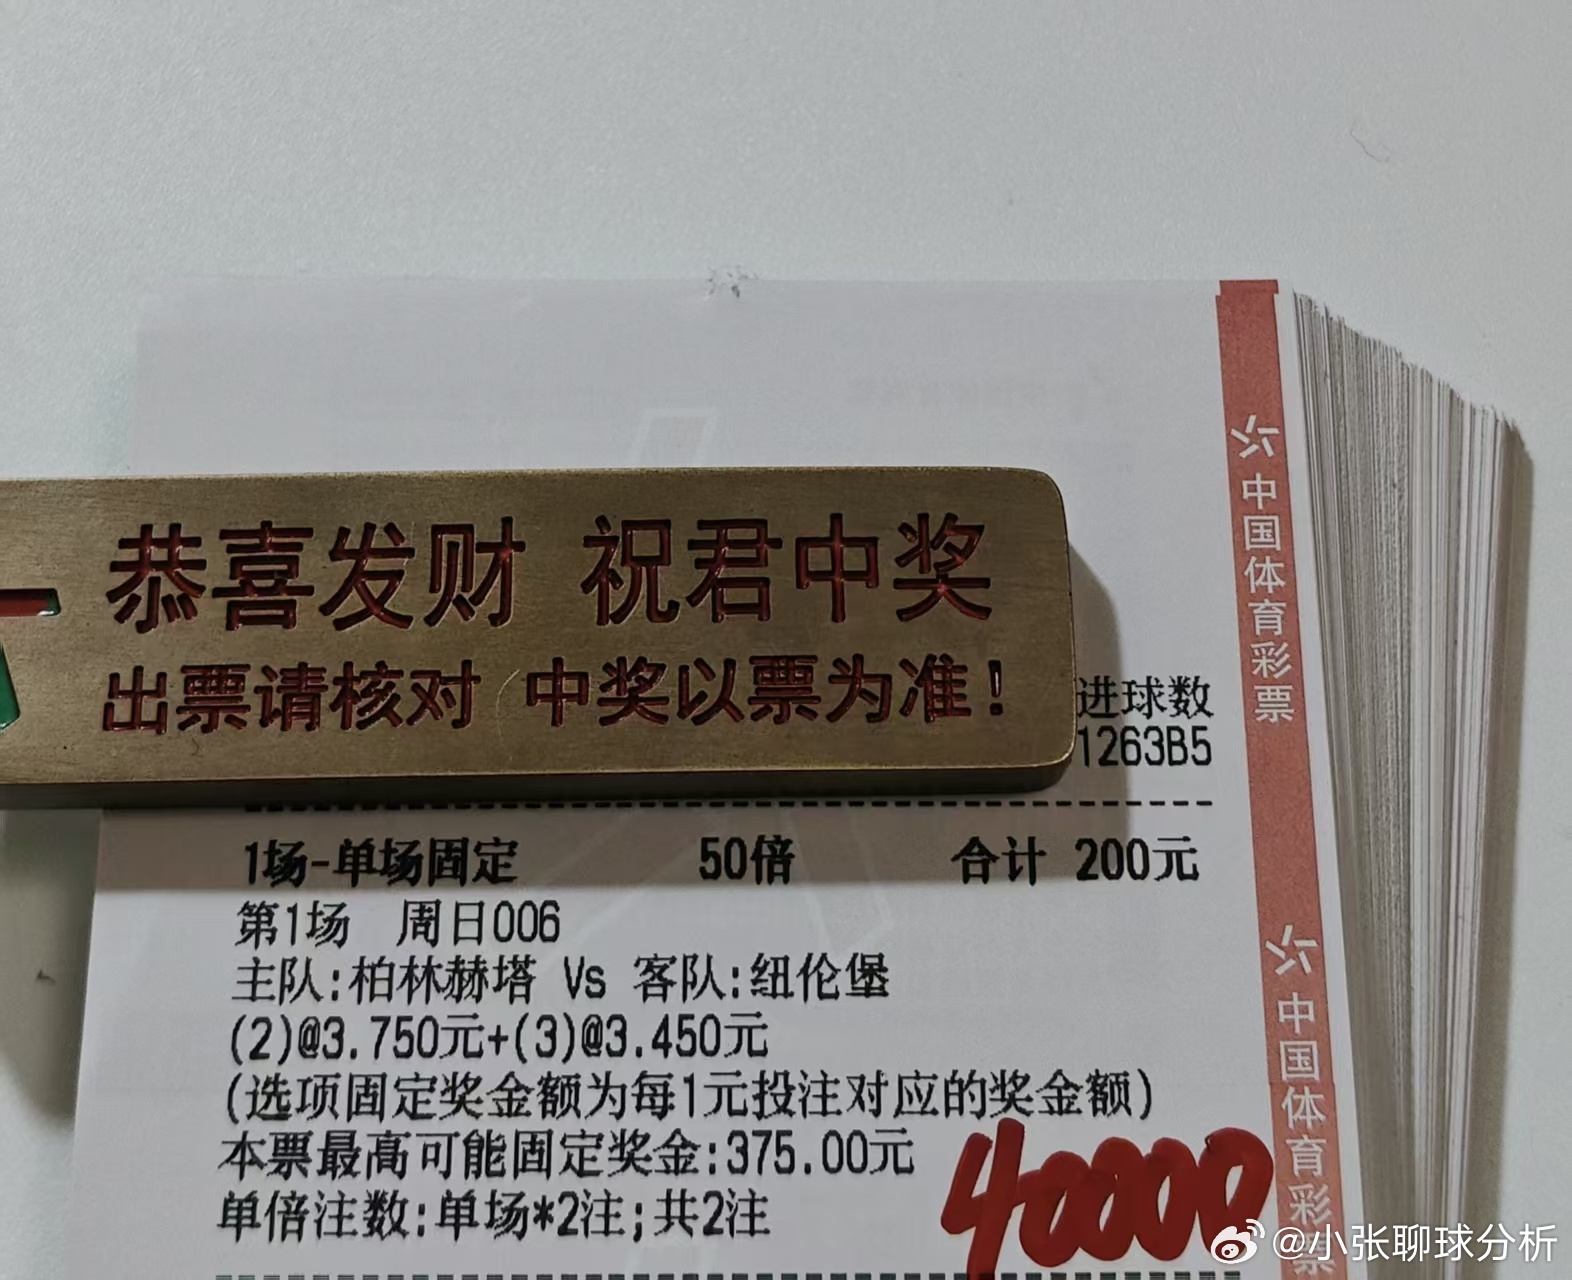 恭喜发财 祝君中奖
出票请核对 中奖以票为准！
进球数
1263B5
1场-单场固定 50倍 合计 200元
第1场 周日006
主队:柏林赫塔 Vs 客队:纽伦堡
(2)@3.750元+(3)@3.450元
(选项固定奖金额为每1元投注对应的奖金额)
本票最高可能固定奖金:375.00元
单倍注数:单场*2注;共2注
40000
中国体育彩票
中国体育彩票
@小张聊球分析